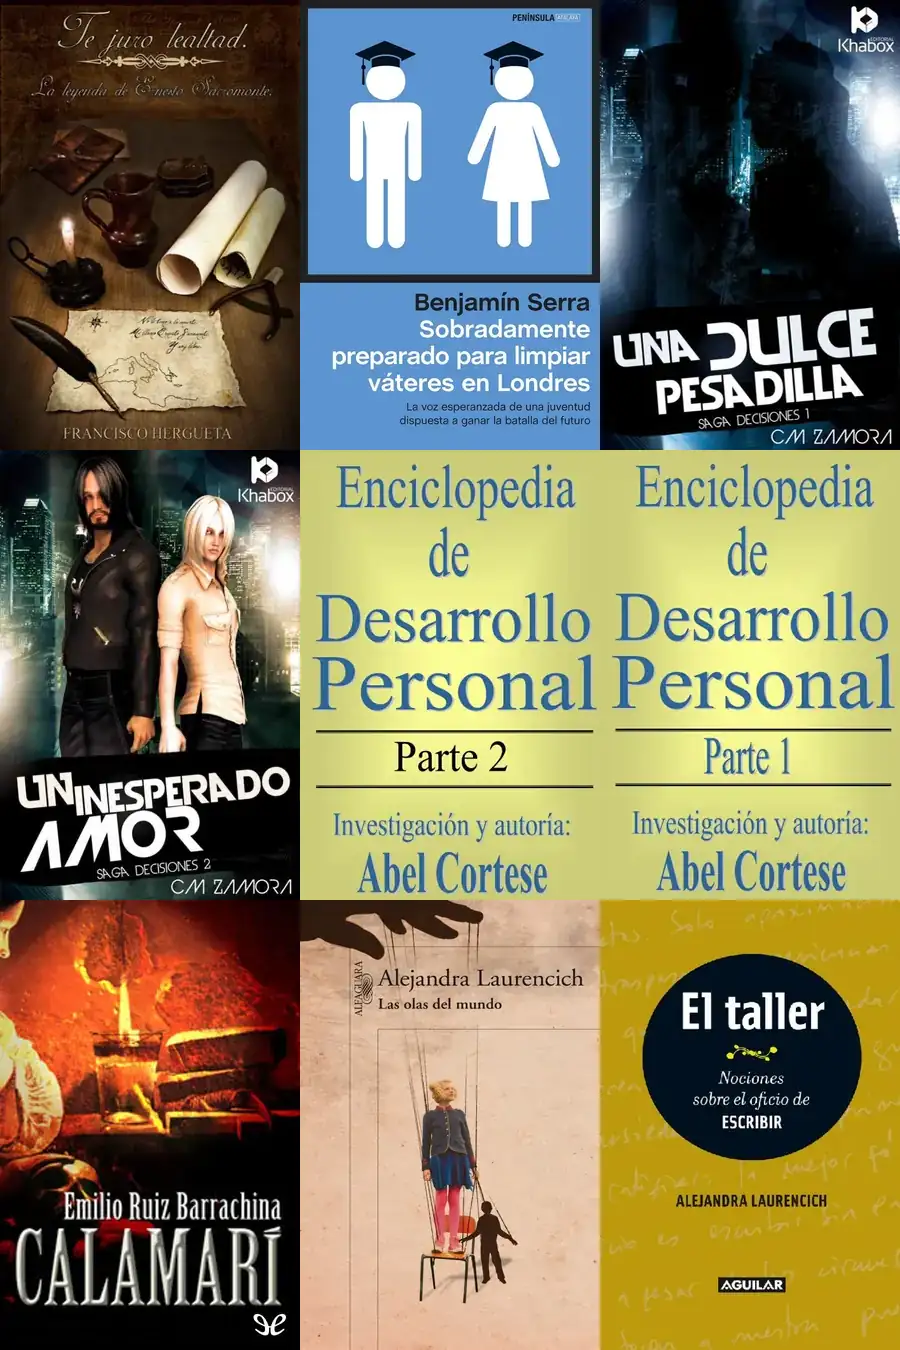 Te juro lealtad.
La leyenda de Ernesto Sacromonte.
FRANCISCO HERGUETA
PENÍNSULA ATALAYA
Benjamín Serra
Sobradamente
preparado para limpiar
váteres en Londres
La voz esperanzada de una juventud
dispuesta a ganar la batalla del futuro
EDITORIAL
Khabox
UNA DULCE
PESADILLA
SAGA DECISIONES 1
CM ZAMORA
EDITORIAL
Khabox
UN INESPERADO
AMOR
SAGA DECISIONES 2
CM ZAMORA
Enciclopedia
de
Desarrollo
Personal
Parte 2
Investigación y autoría:
Abel Cortese
Enciclopedia
de
Desarrollo
Personal
Parte 1
Investigación y autoría:
Abel Cortese
Emilio Ruiz Barrachina
CALAMARÍ
ALFAGUARA
Alejandra Laurencich
Las olas del mundo
El taller
Nociones
sobre el oficio de
ESCRIBIR
ALEJANDRA LAURENCICH
AGUILAR